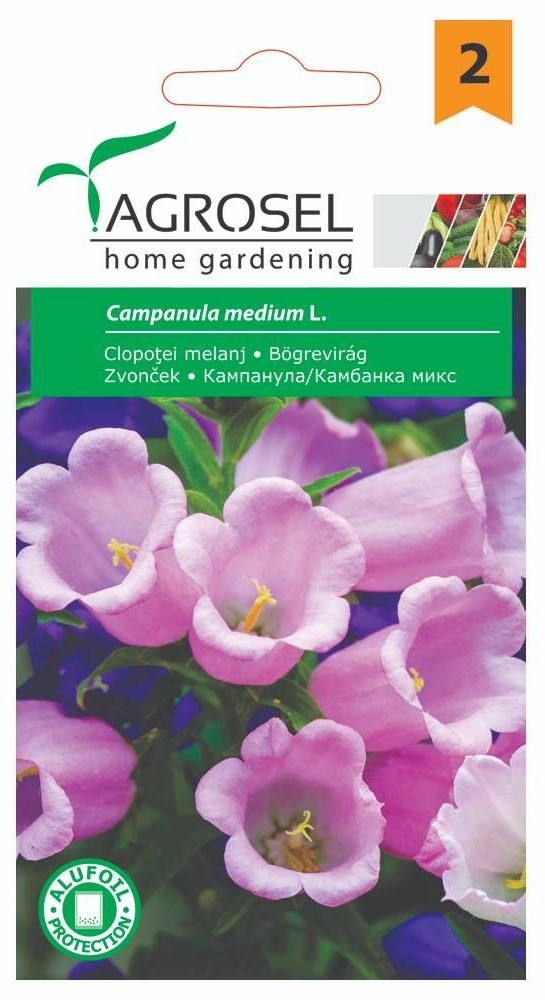 2
AGROSEL
home gardening
Campanula medium L.
Clopoţei melanj • Bögrevirág
Zvonček • Кампанула/Камбанка микс
ALUFOIL
PROTECTION